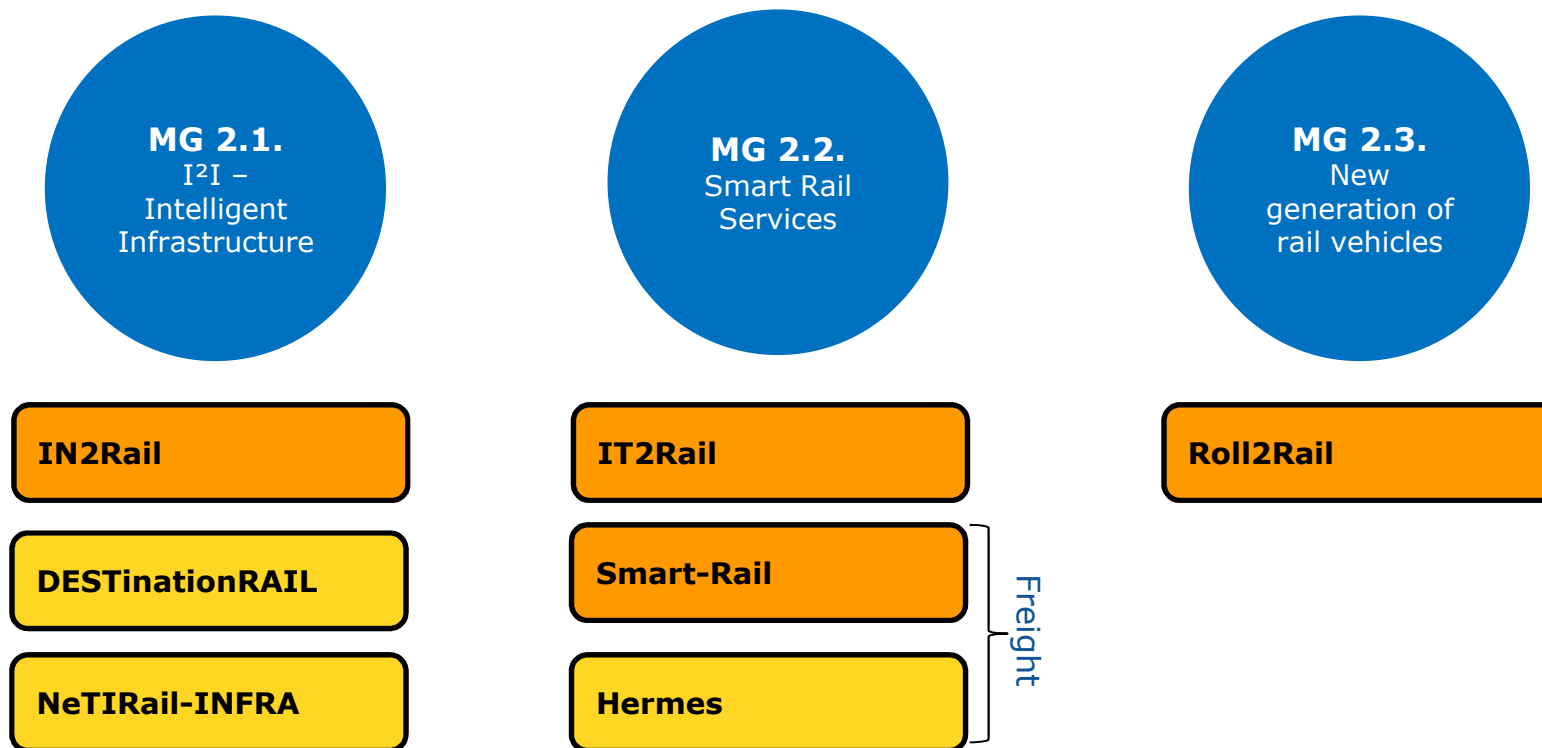 MG 2.1.
I²I –
Intelligent
Infrastructure
MG 2.2.
Smart Rail
Services
MG 2.3.
New
generation of
rail vehicles
IN2Rail
IT2Rail
Roll2Rail
DESTinationRAIL
Smart-Rail
NeTIRail-INFRA
Hermes
Freight